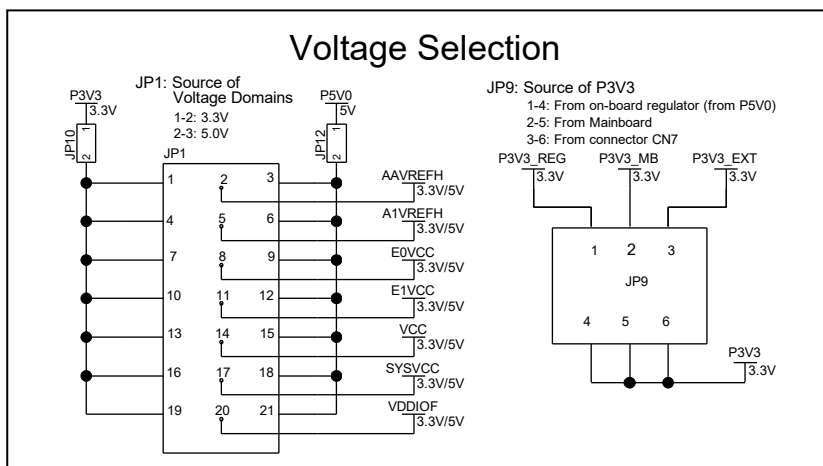 Voltage Selection
JP1: Source of
Voltage Domains
1-2: 3.3V
2-3: 5.0V
P3V3
3.3V
JP10
1
2
P5V0
5V
JP12
1
2
JP1
1 2 3
AAVREFH
3.3V/5V
4 5 6
A1VREFH
3.3V/5V
7 8 9
E0VCC
3.3V/5V
10 11 12
E1VCC
3.3V/5V
13 14 15
VCC
3.3V/5V
16 17 18
SYSVCC
3.3V/5V
19 20 21
VDDIOF
3.3V/5V
JP9: Source of P3V3
1-4: From on-board regulator (from P5V0)
2-5: From Mainboard
3-6: From connector CN7
P3V3_REG P3V3_MB P3V3_EXT
3.3V 3.3V 3.3V
1 2 3
JP9
4 5 6
P3V3
3.3V